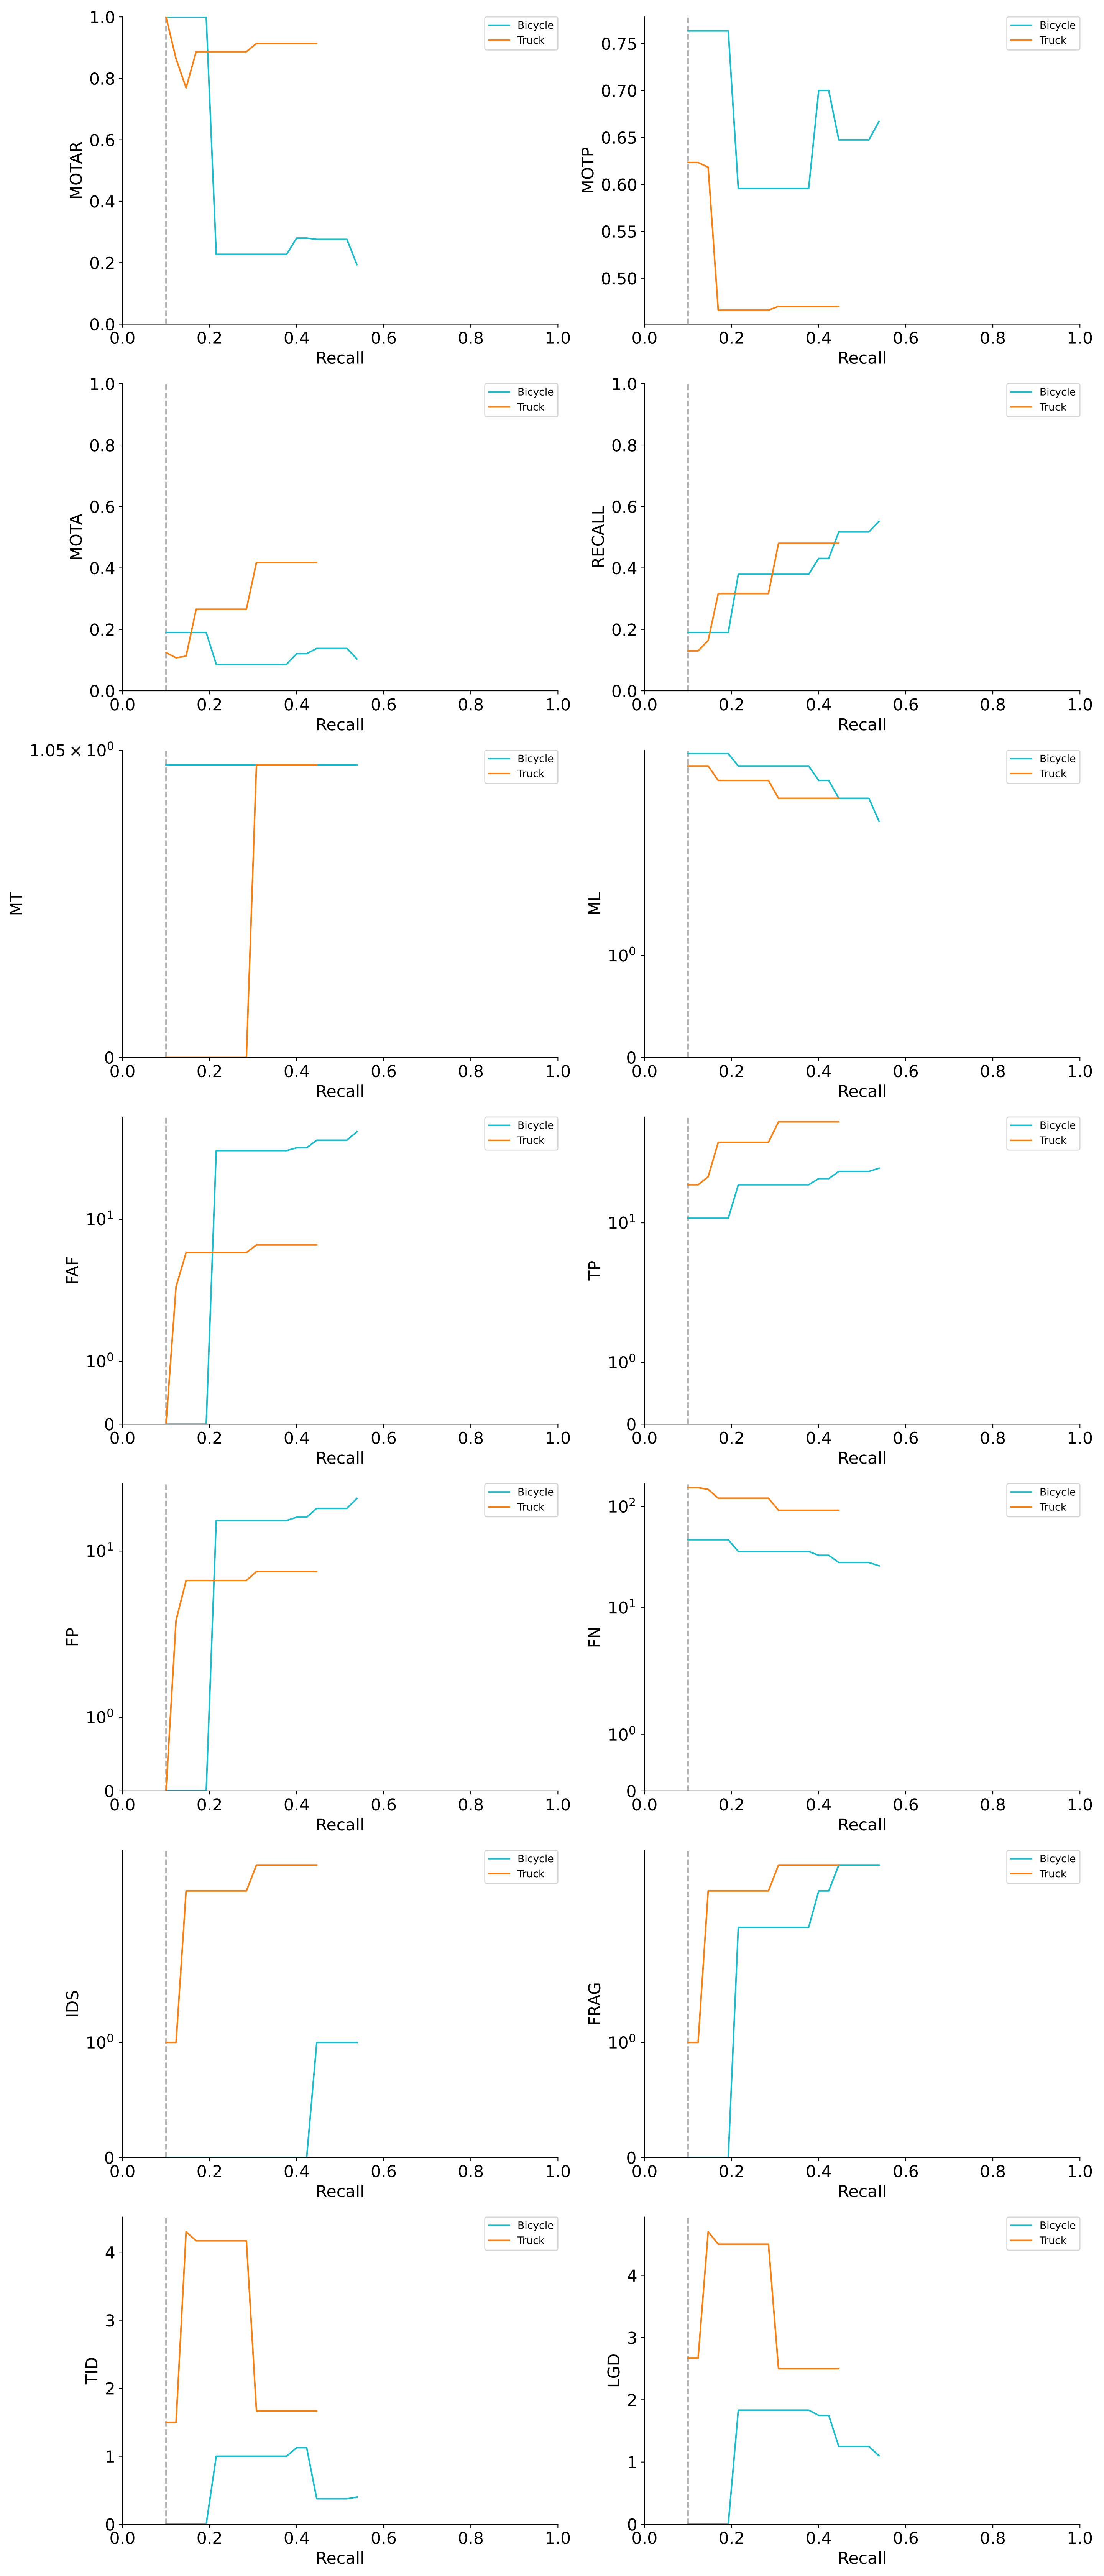 1.0
0.8
0.6
0.4
0.2
0.0
MOTAR
0.0 0.2 0.4 0.6 0.8 1.0
Recall
Bicycle
Truck
0.75
0.70
0.65
0.60
0.55
0.50
MOTP
0.0 0.2 0.4 0.6 0.8 1.0
Recall
Bicycle
Truck
1.0
0.8
0.6
0.4
0.2
0.0
MOTA
0.0 0.2 0.4 0.6 0.8 1.0
Recall
Bicycle
Truck
1.0
0.8
0.6
0.4
0.2
0.0
RECALL
0.0 0.2 0.4 0.6 0.8 1.0
Recall
Bicycle
Truck
1.05 × 10⁰
0
MT
0.0 0.2 0.4 0.6 0.8 1.0
Recall
Bicycle
Truck
10⁰
0
ML
0.0 0.2 0.4 0.6 0.8 1.0
Recall
Bicycle
Truck
10¹
10⁰
0
FAF
0.0 0.2 0.4 0.6 0.8 1.0
Recall
Bicycle
Truck
10¹
10⁰
0
TP
0.0 0.2 0.4 0.6 0.8 1.0
Recall
Bicycle
Truck
10¹
10⁰
0
FP
0.0 0.2 0.4 0.6 0.8 1.0
Recall
Bicycle
Truck
10²
10¹
10⁰
0
FN
0.0 0.2 0.4 0.6 0.8 1.0
Recall
Bicycle
Truck
10⁰
0
IDS
0.0 0.2 0.4 0.6 0.8 1.0
Recall
Bicycle
Truck
10⁰
0
FRAG
0.0 0.2 0.4 0.6 0.8 1.0
Recall
Bicycle
Truck
4
3
2
1
0
TID
0.0 0.2 0.4 0.6 0.8 1.0
Recall
Bicycle
Truck
4
3
2
1
0
LGD
0.0 0.2 0.4 0.6 0.8 1.0
Recall
Bicycle
Truck